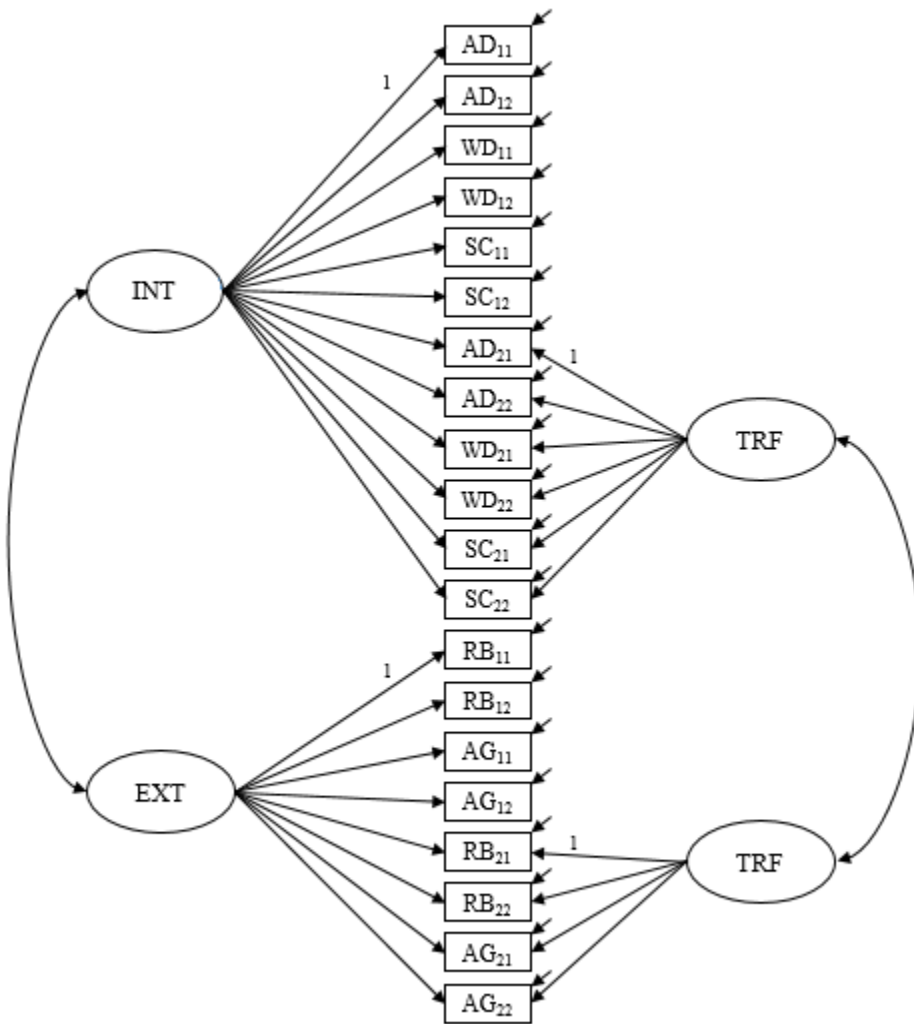 AD₁₁
1
AD₁₂
WD₁₁
WD₁₂
SC₁₁
INT
SC₁₂
AD₂₁
1
AD₂₂
TRF
WD₂₁
WD₂₂
SC₂₁
SC₂₂
RB₁₁
1
RB₁₂
AG₁₁
EXT
AG₁₂
RB₂₁
1
TRF
RB₂₂
AG₂₁
AG₂₂